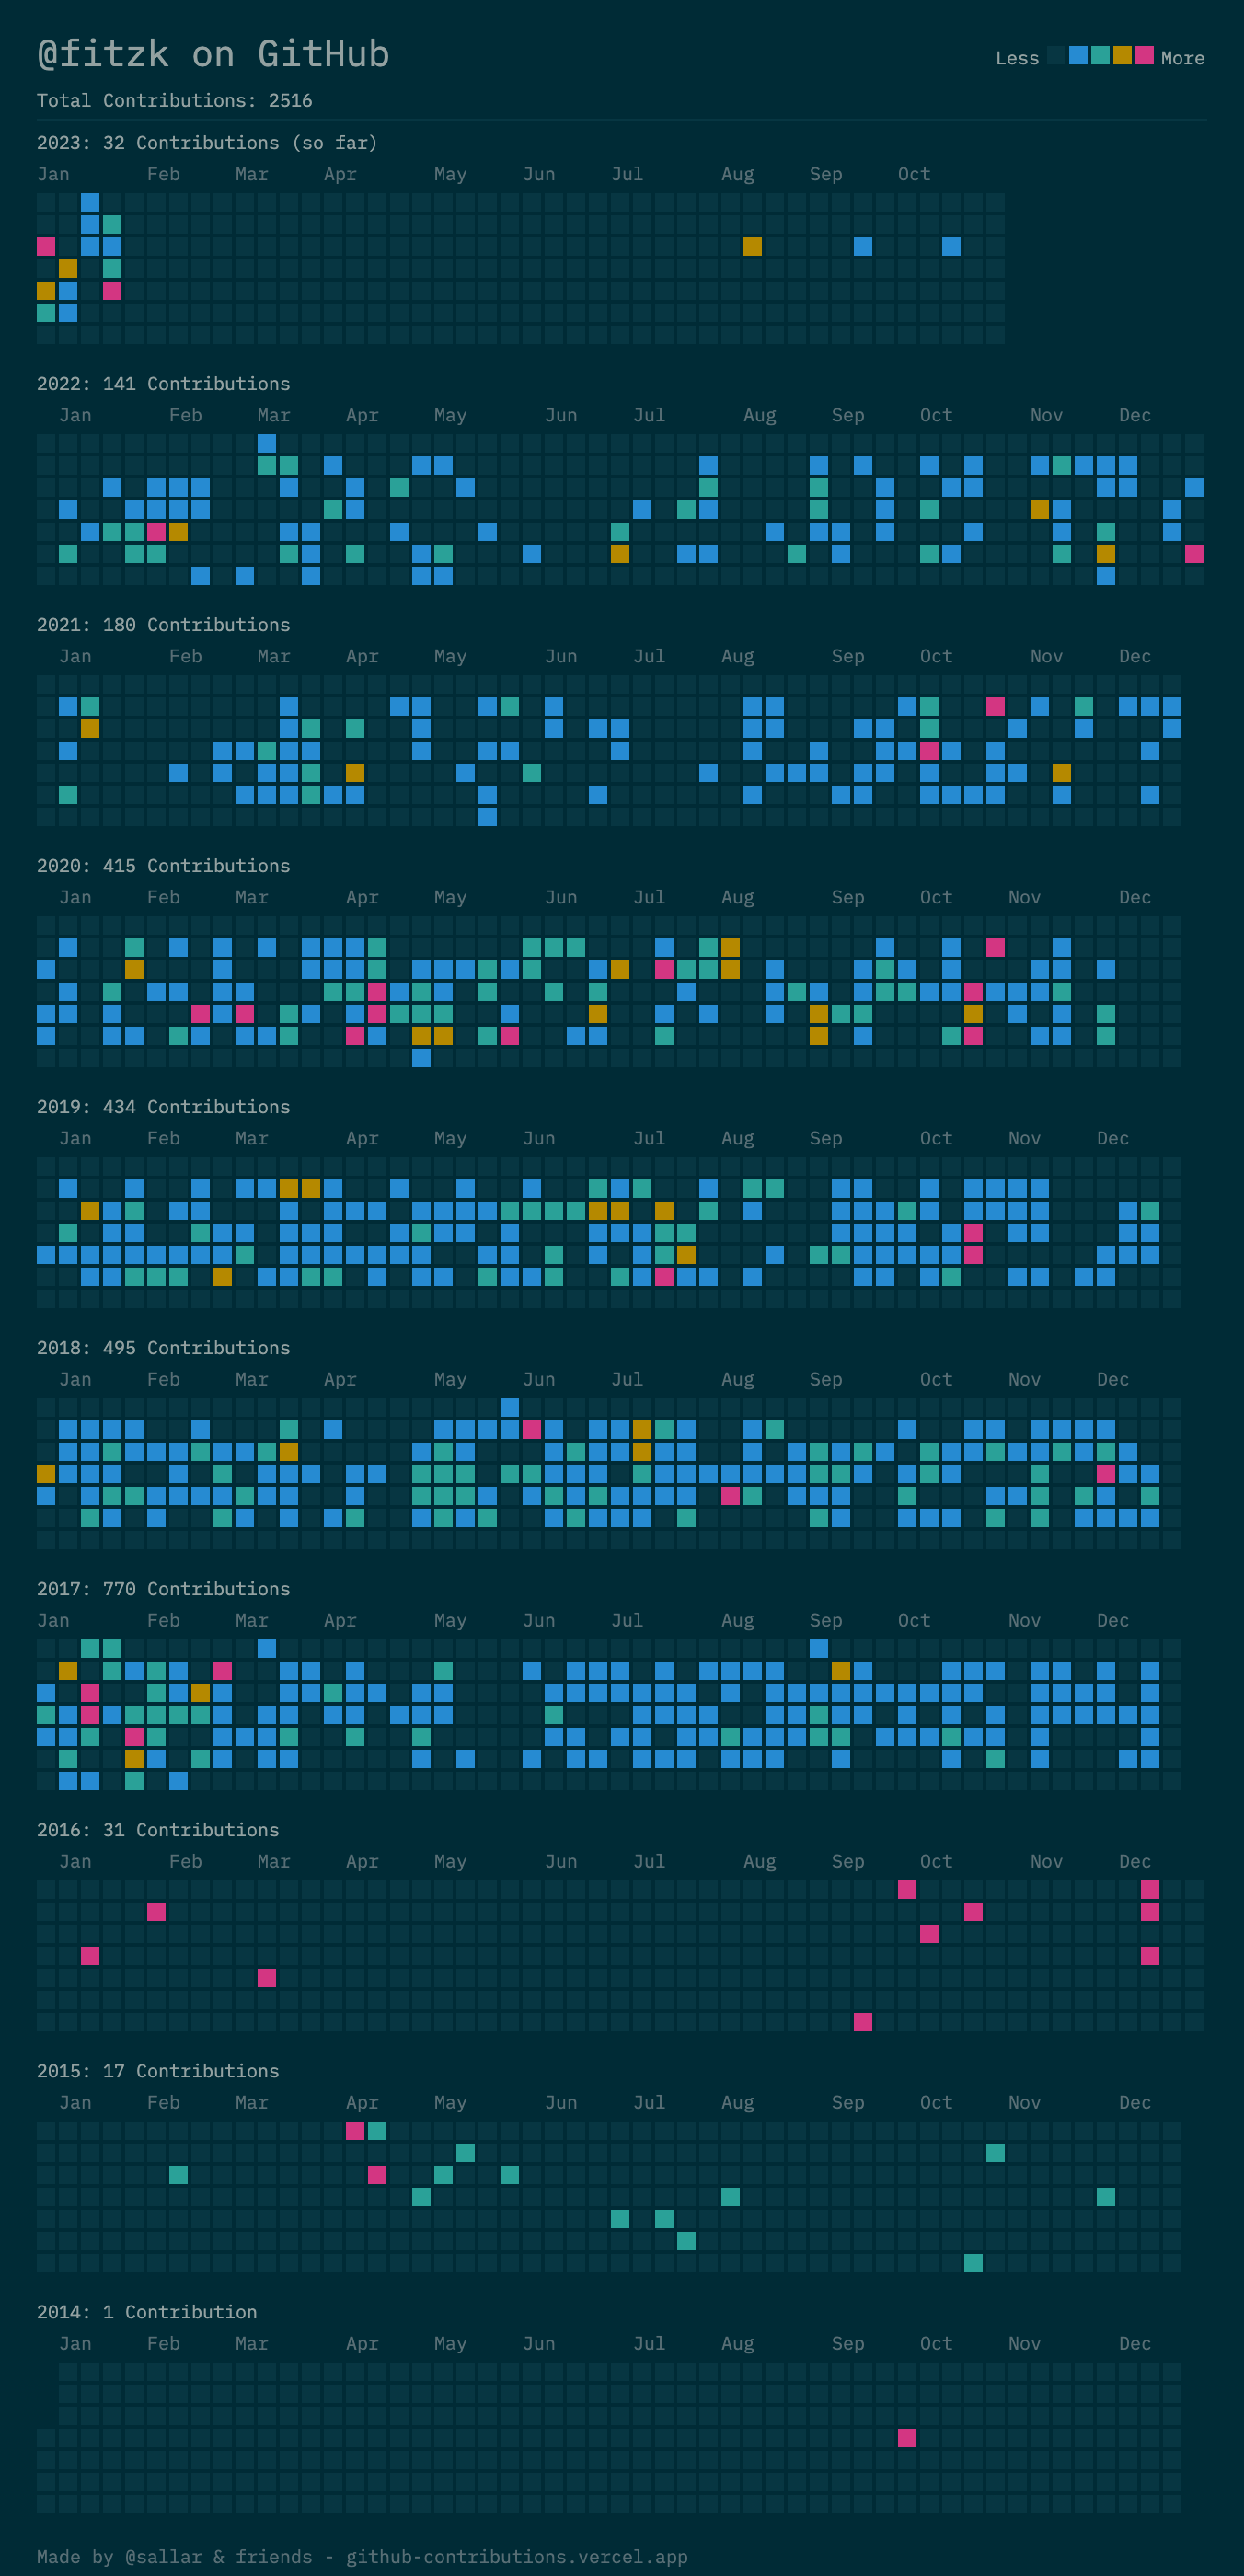 @fitzk on GitHub
Less More
Total Contributions: 2516
2023: 32 Contributions (so far)
Jan Feb Mar Apr May Jun Jul Aug Sep Oct
2022: 141 Contributions
Jan Feb Mar Apr May Jun Jul Aug Sep Oct Nov Dec
2021: 180 Contributions
Jan Feb Mar Apr May Jun Jul Aug Sep Oct Nov Dec
2020: 415 Contributions
Jan Feb Mar Apr May Jun Jul Aug Sep Oct Nov Dec
2019: 434 Contributions
Jan Feb Mar Apr May Jun Jul Aug Sep Oct Nov Dec
2018: 495 Contributions
Jan Feb Mar Apr May Jun Jul Aug Sep Oct Nov Dec
2017: 770 Contributions
Jan Feb Mar Apr May Jun Jul Aug Sep Oct Nov Dec
2016: 31 Contributions
Jan Feb Mar Apr May Jun Jul Aug Sep Oct Nov Dec
2015: 17 Contributions
Jan Feb Mar Apr May Jun Jul Aug Sep Oct Nov Dec
2014: 1 Contribution
Jan Feb Mar Apr May Jun Jul Aug Sep Oct Nov Dec
Made by @sallar & friends - github-contributions.vercel.app